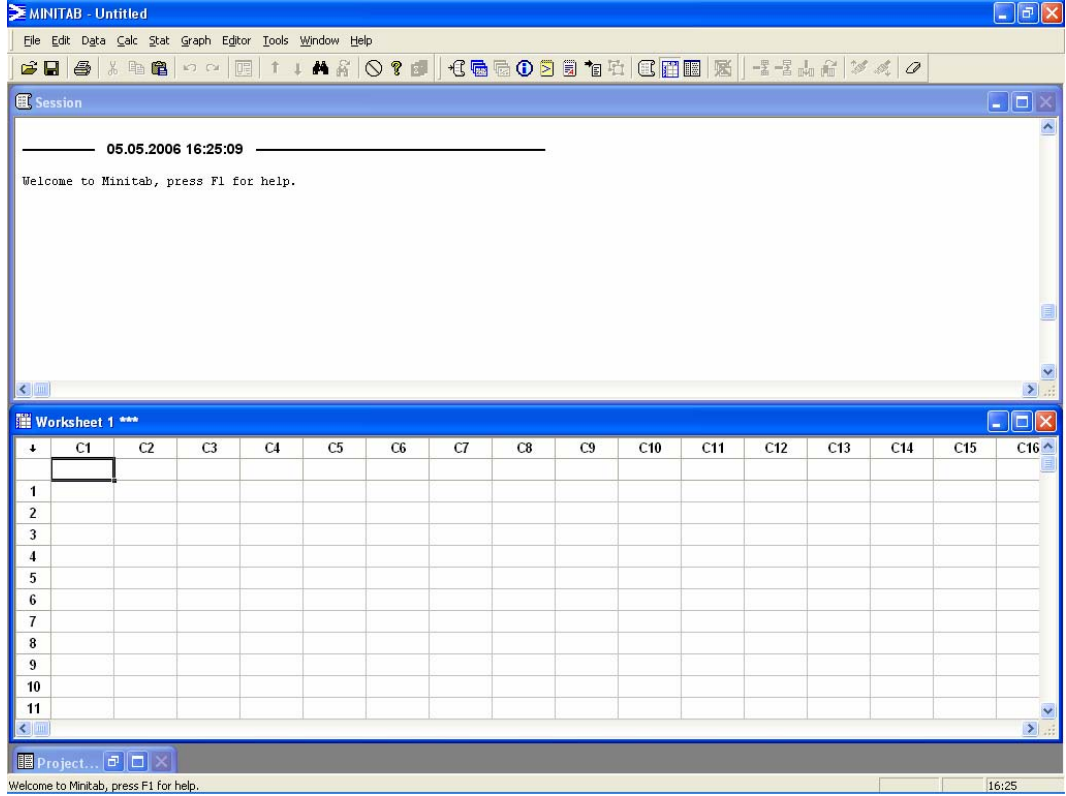 MINITAB - Untitled
File Edit Data Calc Stat Graph Editor Tools Window Help
Session
05.05.2006 16:25:09
Welcome to Minitab, press F1 for help.
Worksheet 1 ***
↓ C1 C2 C3 C4 C5 C6 C7 C8 C9 C10 C11 C12 C13 C14 C15 C16
1
2
3
4
5
6
7
8
9
10
11
Project...
Welcome to Minitab, press F1 for help. 16:25